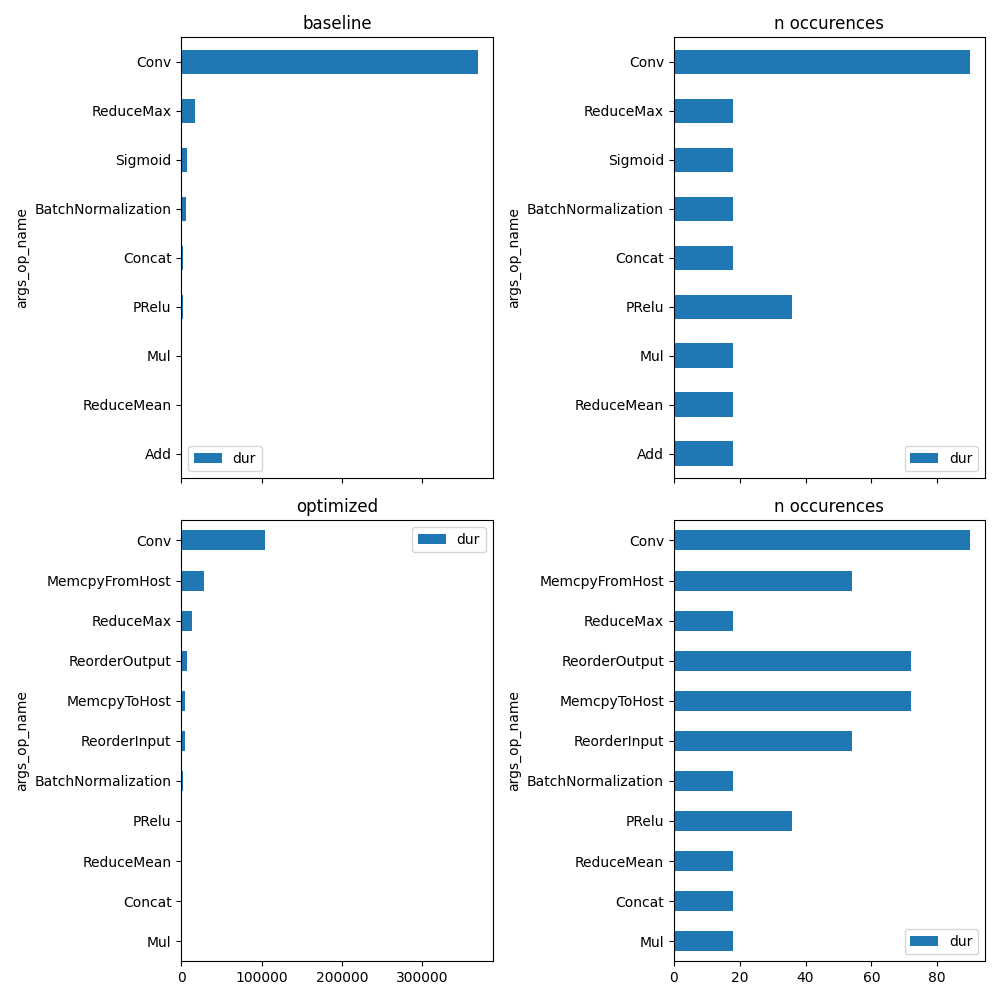 baseline
args_op_name
Conv
ReduceMax
Sigmoid
BatchNormalization
Concat
PRelu
Mul
ReduceMean
Add
dur
n occurences
args_op_name
Conv
ReduceMax
Sigmoid
BatchNormalization
Concat
PRelu
Mul
ReduceMean
Add
dur
optimized
args_op_name
Conv
MemcpyFromHost
ReduceMax
ReorderOutput
MemcpyToHost
ReorderInput
BatchNormalization
PRelu
ReduceMean
Concat
Mul
dur
0 100000 200000 300000
n occurences
args_op_name
Conv
MemcpyFromHost
ReduceMax
ReorderOutput
MemcpyToHost
ReorderInput
BatchNormalization
PRelu
ReduceMean
Concat
Mul
dur
0 20 40 60 80